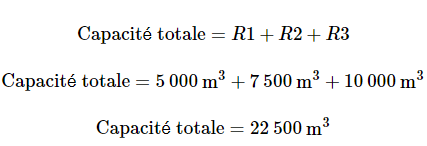 Capacité totale = R1 + R2 + R3
Capacité totale = 5 000 m³ + 7 500 m³ + 10 000 m³
Capacité totale = 22 500 m³